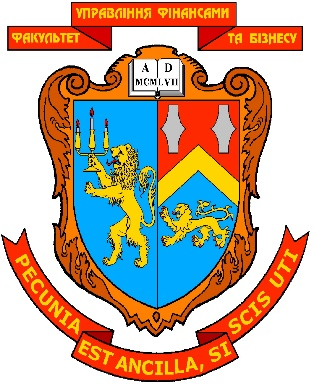 УПРАВЛІННЯ ФІНАНСАМИ
ФАКУЛЬТЕТ ТА БІЗНЕСУ
A D
MCMLVII
PECUNIA EST ANCILLA, SI SCIS UTI